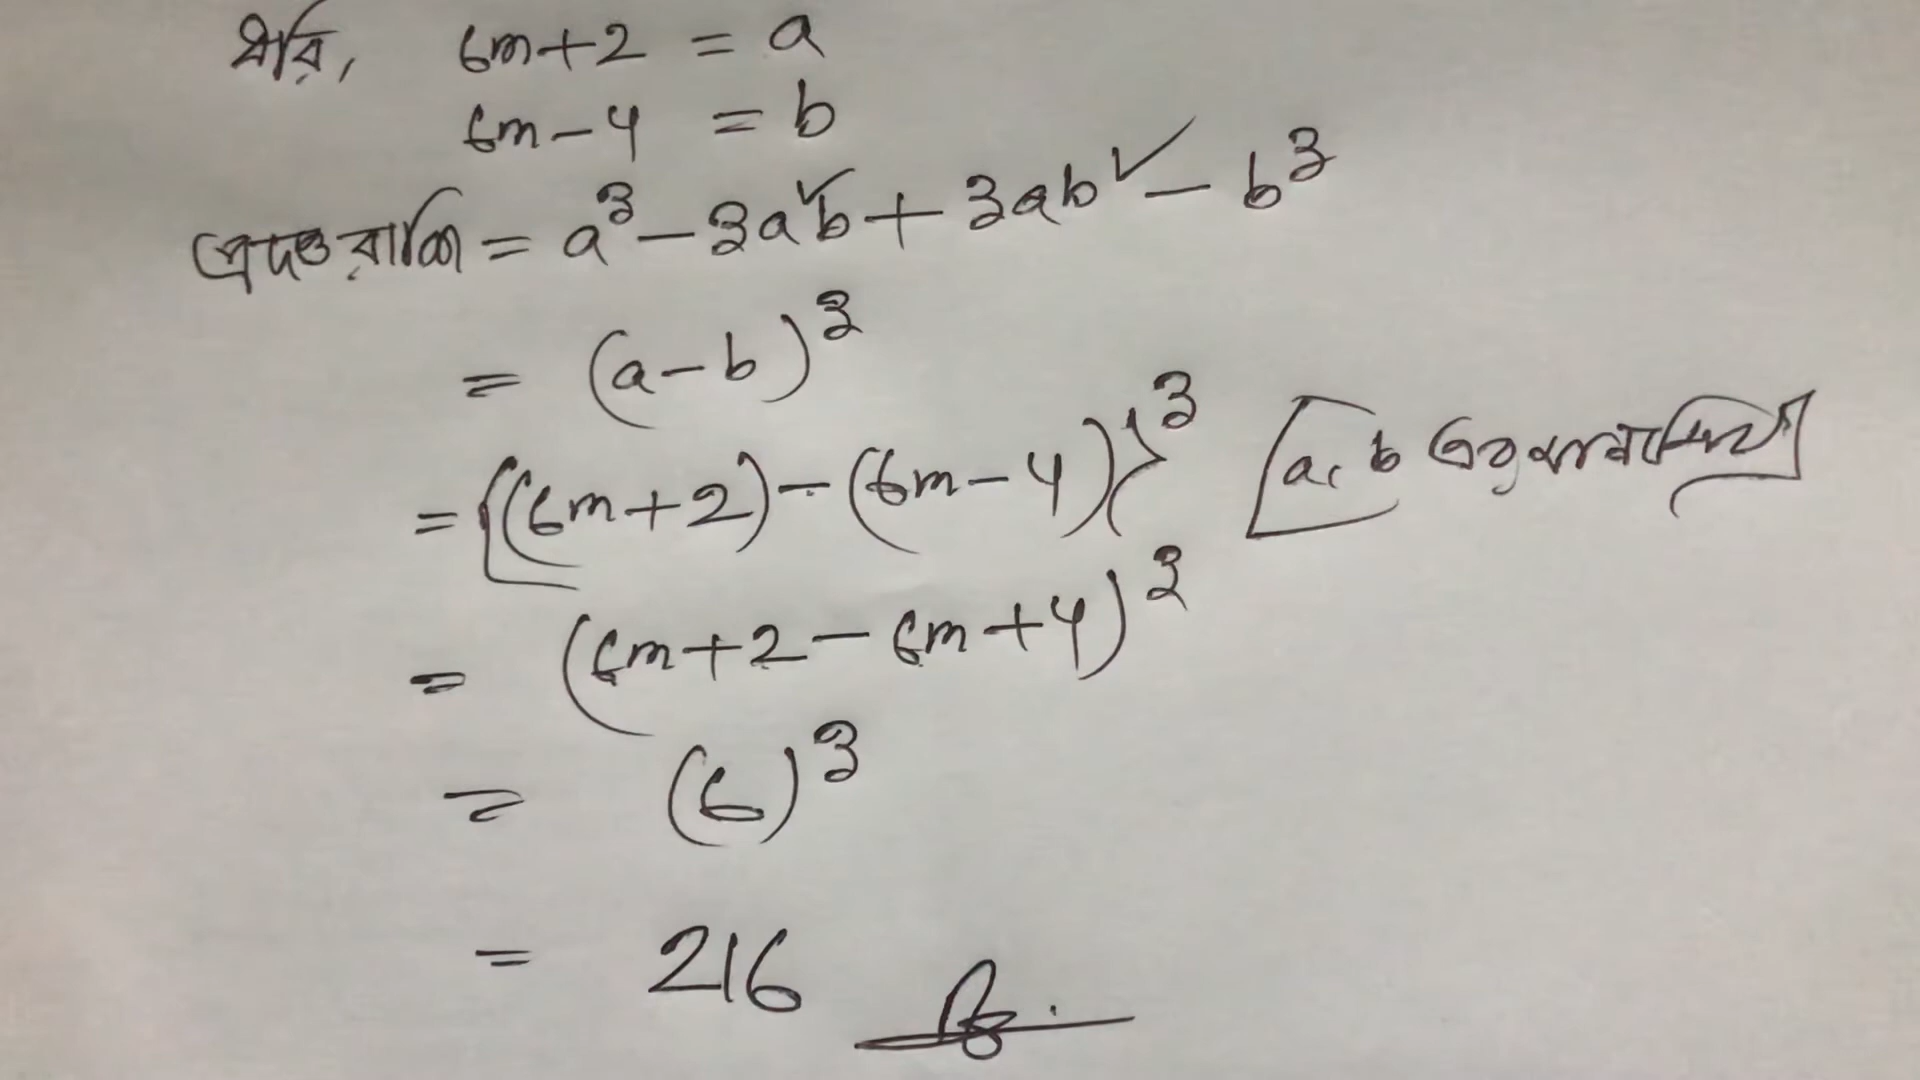 ধরি, 6m+2 = a
6m-4 = b
প্রদত্ত রাশি = a³ - 3a²b + 3ab² - b³
= (a-b)³
= {(6m+2) - (6m-4)}³ [a, b এর মান বসিয়ে]
= (6m+2-6m+4)³
= (6)³
= 216